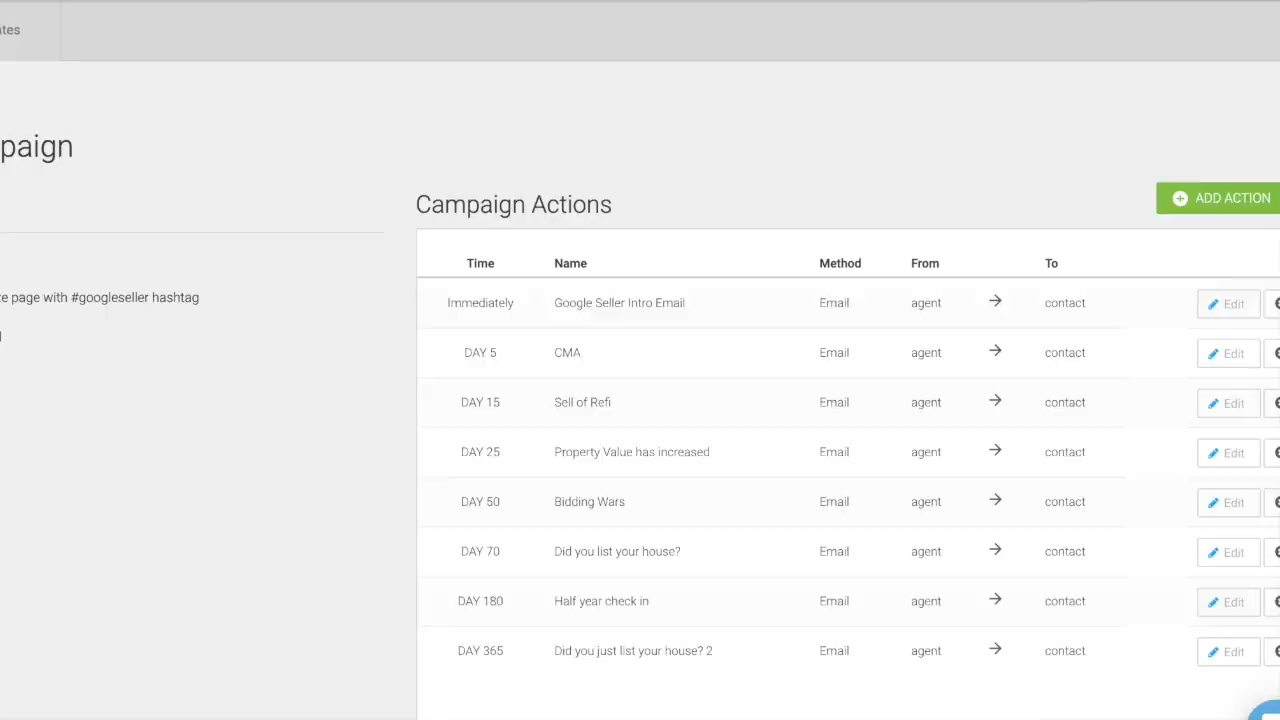 paign
e page with #googleseller hashtag
Campaign Actions
ADD ACTION
Time Name Method From To
Immediately Google Seller Intro Email Email agent → contact Edit
DAY 5 CMA Email agent → contact Edit
DAY 15 Sell of Refi Email agent → contact Edit
DAY 25 Property Value has increased Email agent → contact Edit
DAY 50 Bidding Wars Email agent → contact Edit
DAY 70 Did you list your house? Email agent → contact Edit
DAY 180 Half year check in Email agent → contact Edit
DAY 365 Did you just list your house? 2 Email agent → contact Edit